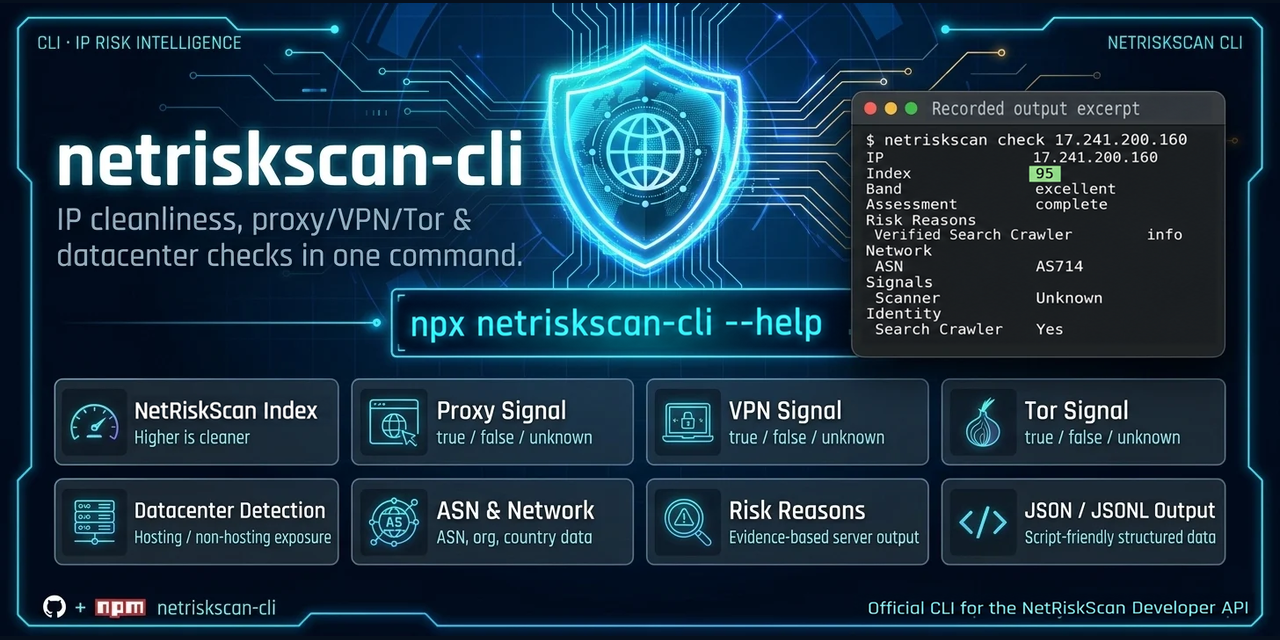 CLI · IP RISK INTELLIGENCE
NETRISKSCAN CLI
netriskscan-cli
IP cleanliness, proxy/VPN/Tor &
datacenter checks in one command.
npx netriskscan-cli --help
Recorded output excerpt
$ netriskscan check 17.241.200.160
IP 17.241.200.160
Index 95
Band excellent
Assessment complete
Risk Reasons
Verified Search Crawler info
Network
ASN AS714
Signals
Scanner Unknown
Identity
Search Crawler Yes
NetRiskScan Index
Higher is cleaner
Proxy Signal
true / false / unknown
VPN Signal
true / false / unknown
Tor Signal
true / false / unknown
Datacenter Detection
Hosting / non-hosting exposure
AS
ASN & Network
ASN, org, country data
Risk Reasons
Evidence-based server output
</>
JSON / JSONL Output
Script-friendly structured data
+ npm netriskscan-cli
Official CLI for the NetRiskScan Developer API